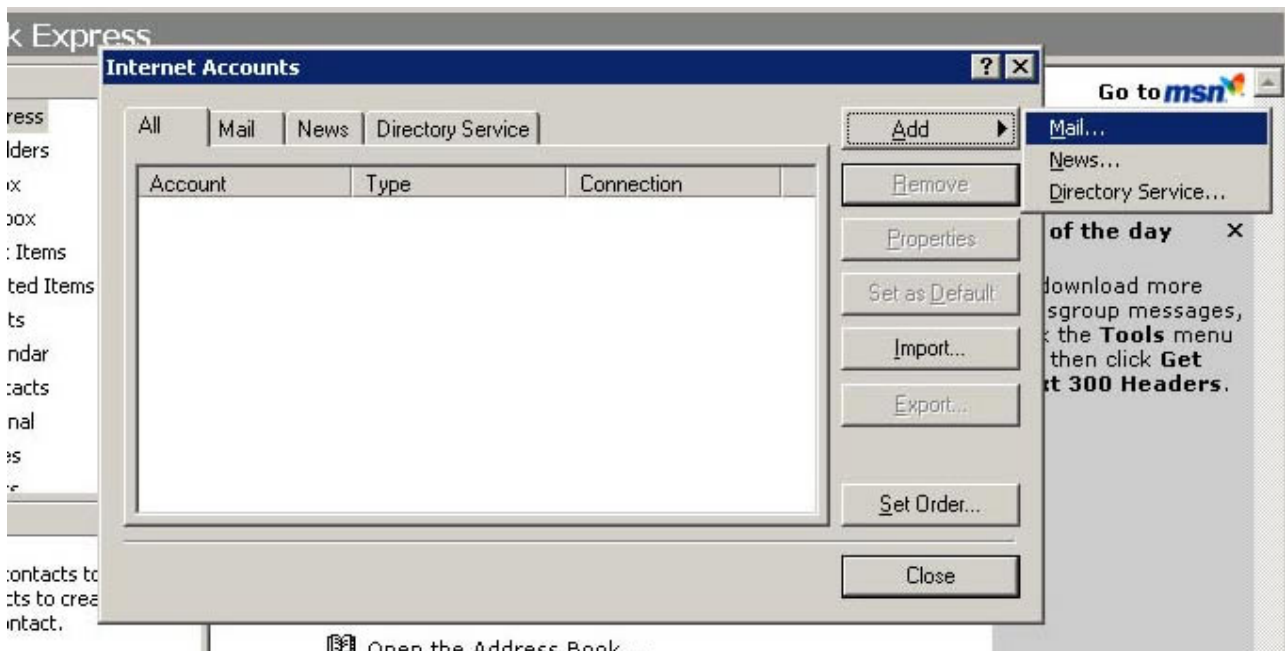 k Express
Internet Accounts
Go to msn
ress
lders
ox
box
Items
ted Items
ts
ndar
tacts
nal
es
All Mail News Directory Service
Account Type Connection
Add
Remove
Properties
Set as Default
Import...
Export...
Set Order...
Close
Mail...
News...
Directory Service...
of the day X
download more
sgroup messages,
the Tools menu
then click Get
xt 300 Headers.
contacts to
cts to crea
ontact.
Open the Address Book...